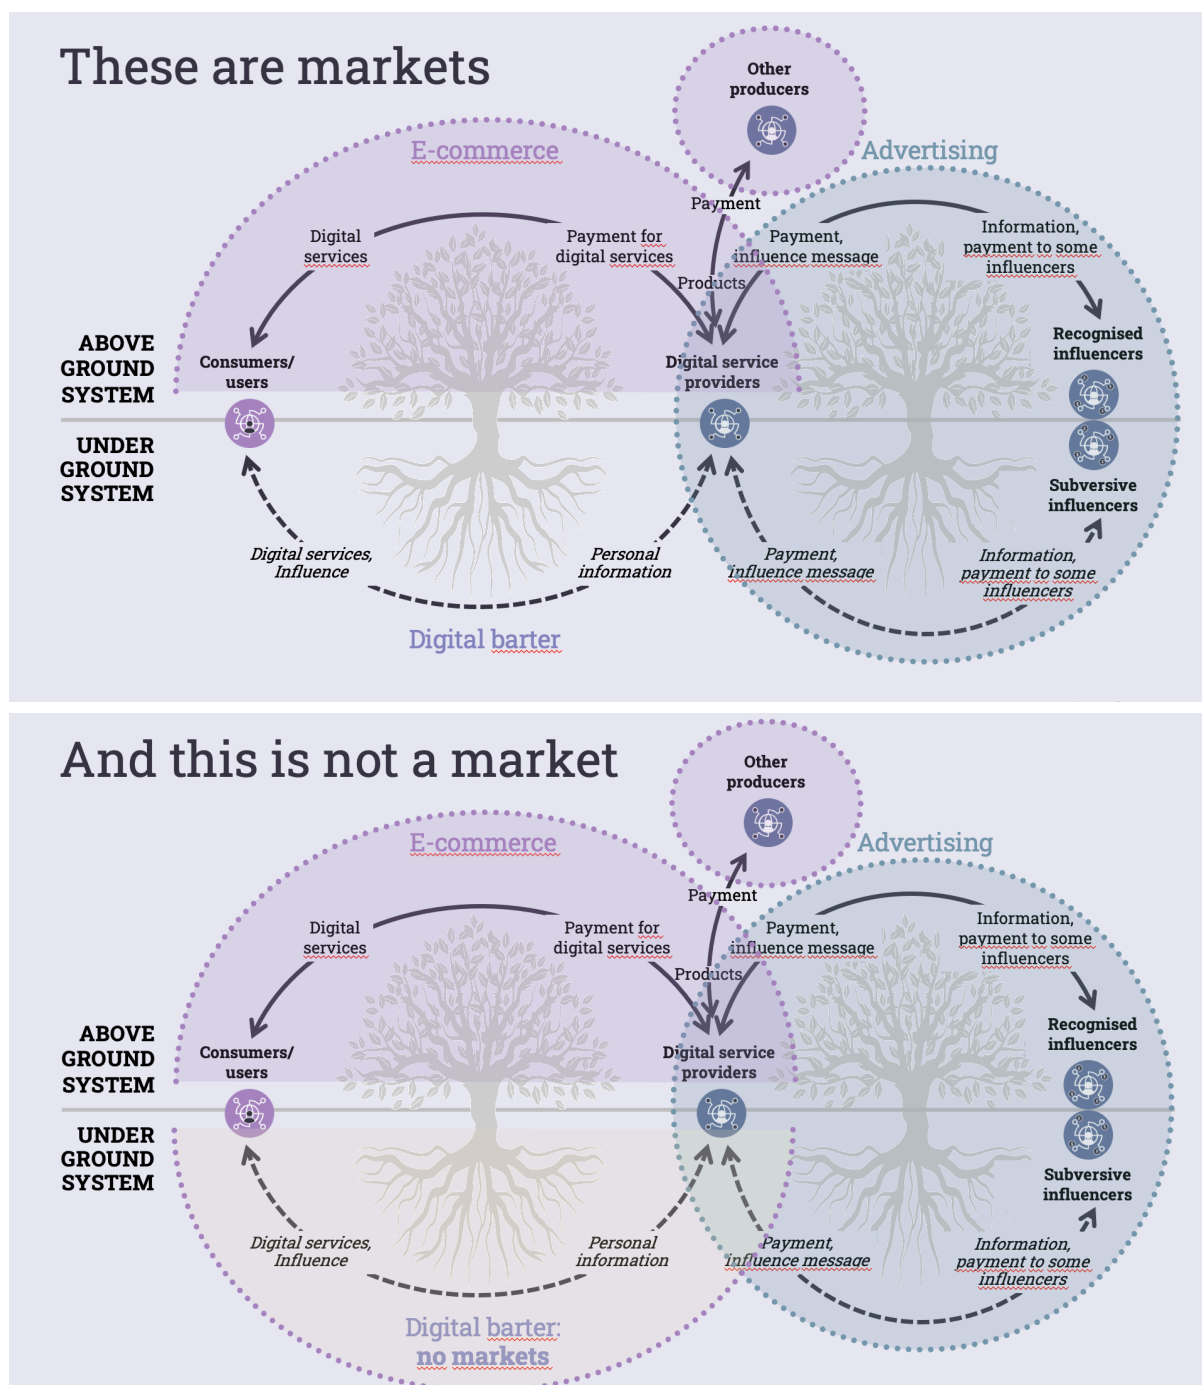 These are markets
Other
producers
E-commerce
Advertising
Payment
Digital
services
Payment for
digital services
Payment,
influence message
Information,
payment to some
influencers
Products
ABOVE
GROUND
SYSTEM
Consumers/
users
Digital service
providers
Recognised
influencers
UNDER
GROUND
SYSTEM
Subversive
influencers
Digital services,
Influence
Personal
information
Payment,
influence message
Information,
payment to some
influencers
Digital barter
And this is not a market
Other
producers
E-commerce
Advertising
Payment
Digital
services
Payment for
digital services
Payment,
influence message
Information,
payment to some
influencers
Products
ABOVE
GROUND
SYSTEM
Consumers/
users
Digital service
providers
Recognised
influencers
UNDER
GROUND
SYSTEM
Subversive
influencers
Digital services,
Influence
Personal
information
Payment,
influence message
Information,
payment to some
influencers
Digital barter:
no markets